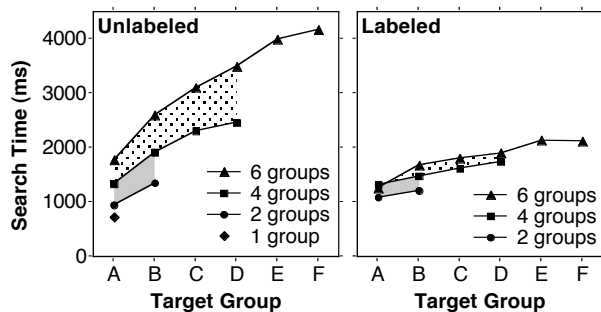 Unlabeled
Labeled
Search Time (ms)
4000
3000
2000
1000
0
6 groups
4 groups
2 groups
1 group
6 groups
4 groups
2 groups
A B C D E F
A B C D E F
Target Group
Target Group